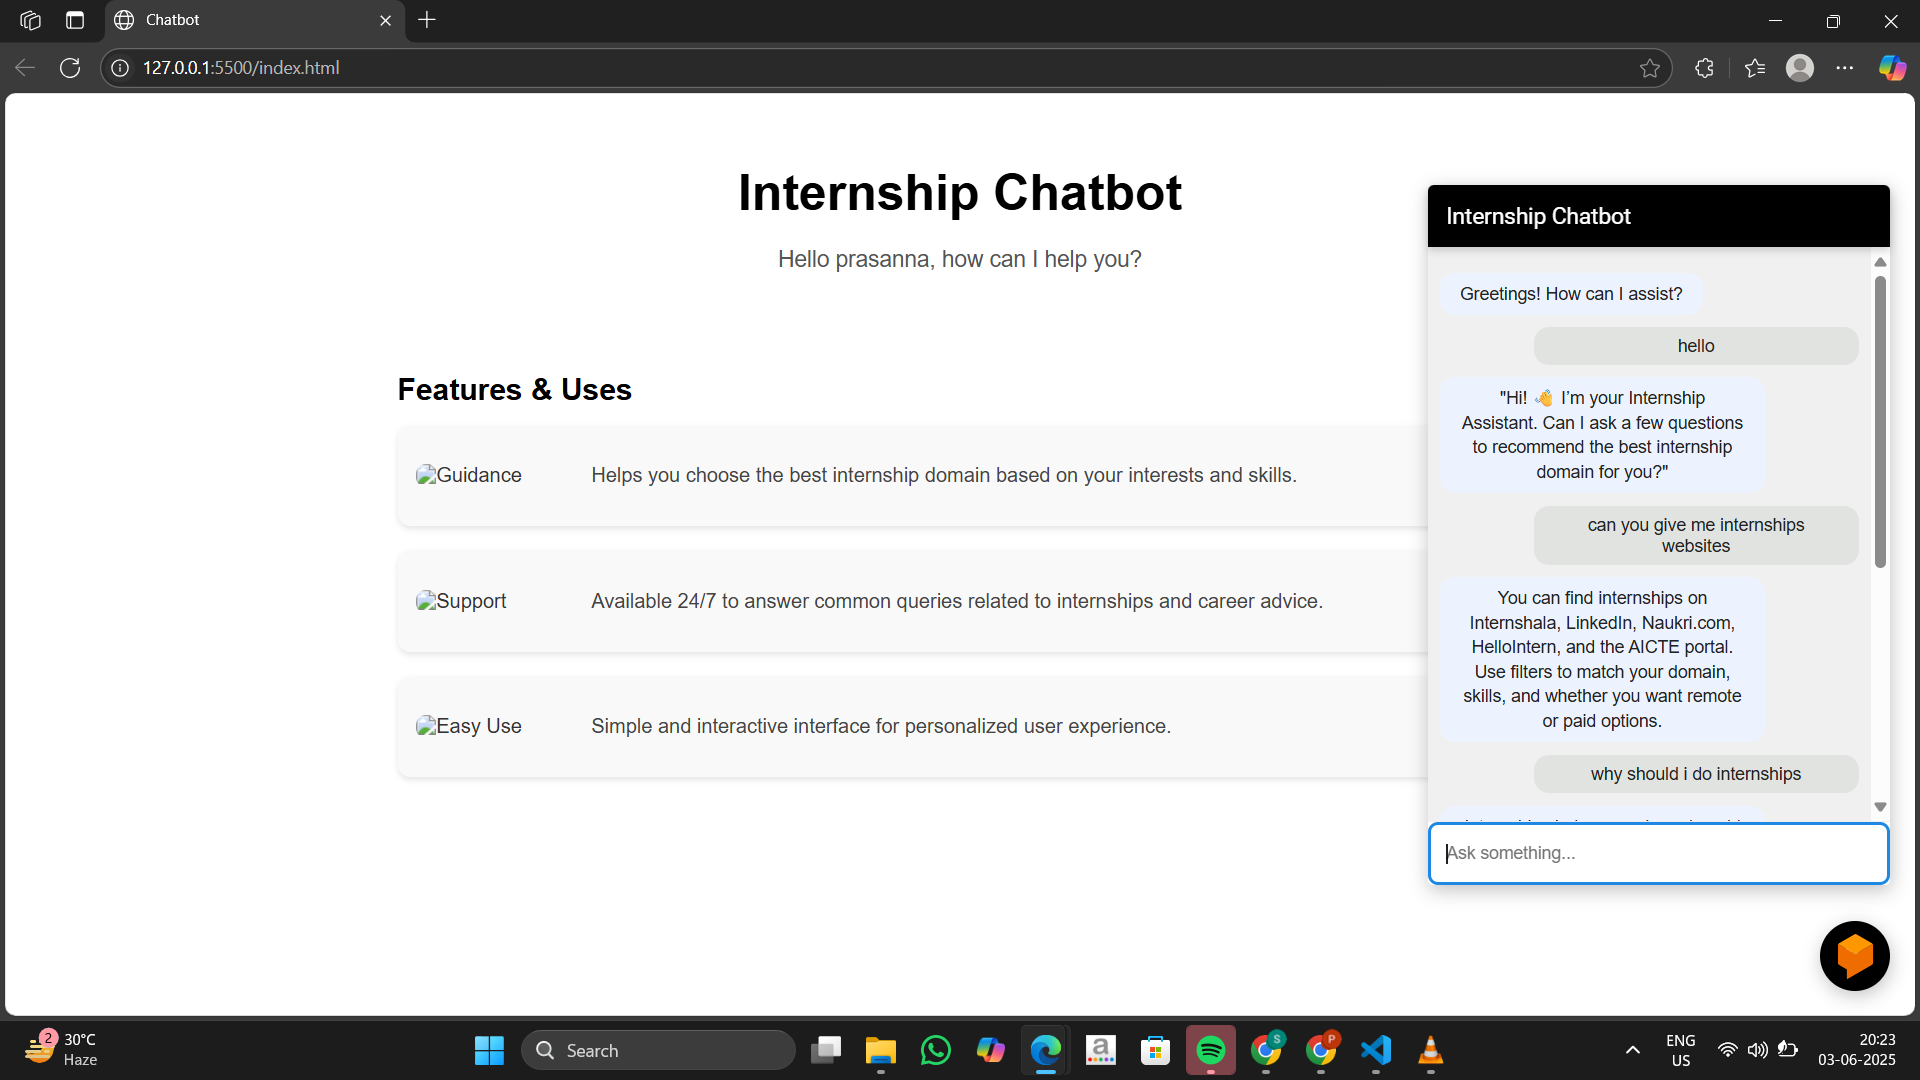 Chatbot
127.0.0.1:5500/index.html
Internship Chatbot
Hello prasanna, how can I help you?
Features & Uses
Guidance
Helps you choose the best internship domain based on your interests and skills.
Support
Available 24/7 to answer common queries related to internships and career advice.
Easy Use
Simple and interactive interface for personalized user experience.
Internship Chatbot
Greetings! How can I assist?
hello
"Hi! 👋 I’m your Internship
Assistant. Can I ask a few questions
to recommend the best internship
domain for you?"
can you give me internships
websites
You can find internships on
Internshala, LinkedIn, Naukri.com,
HelloIntern, and the AICTE portal.
Use filters to match your domain,
skills, and whether you want remote
or paid options.
why should i do internships
Ask something...
2
30°C
Haze
Search
a
S
P
ENG
US
20:23
03-06-2025